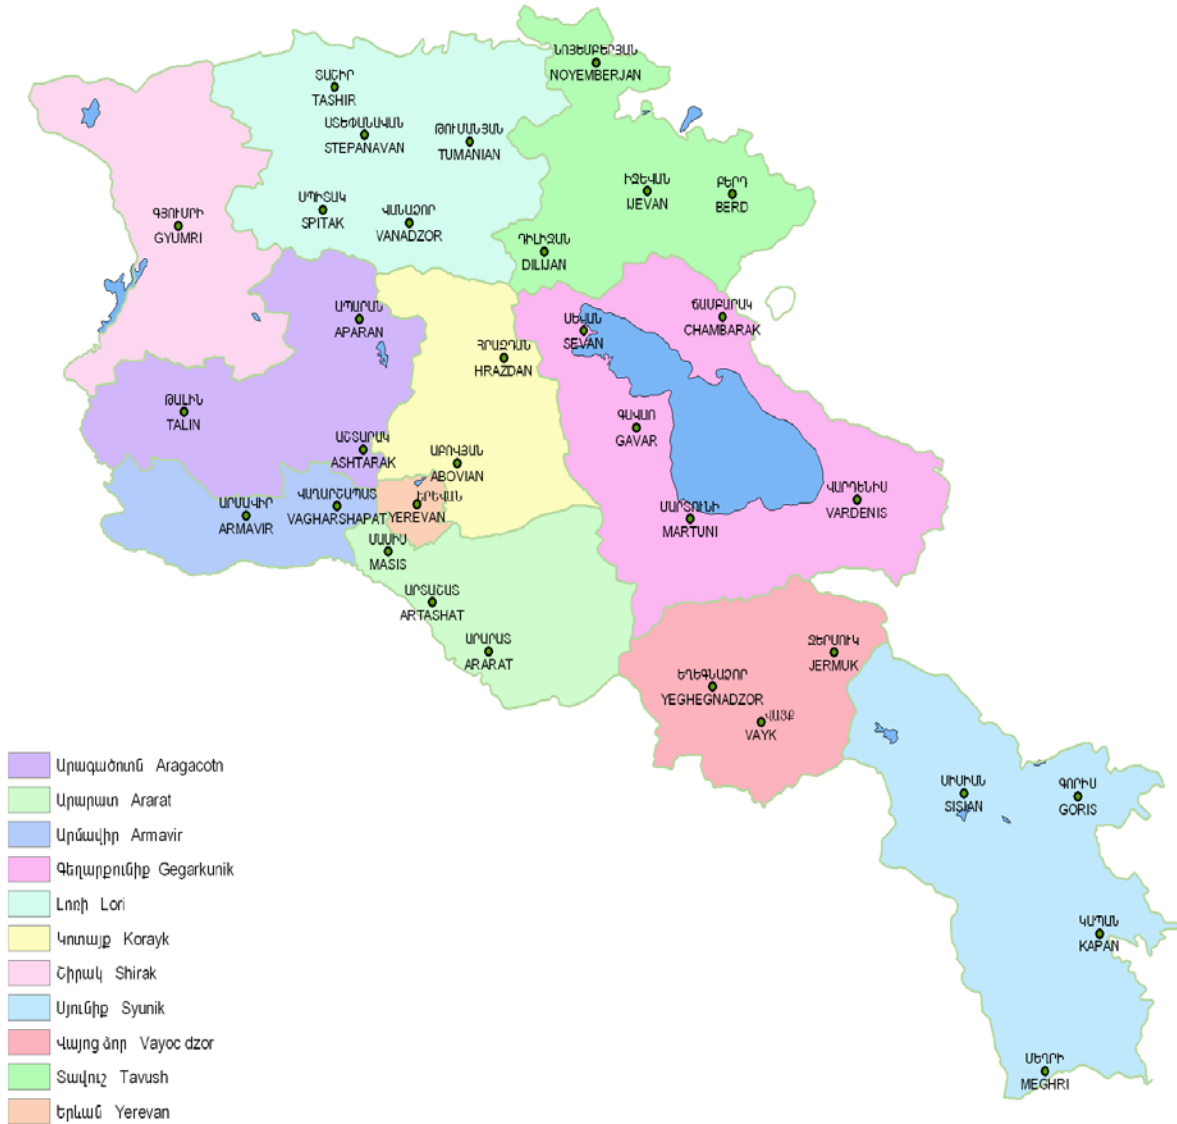 ՆՈՅԵՄԲԵՐՅԱՆ
NOYEMBERJAN
ՏԱՇԻՐ
TASHIR
ՍՏԵՓԱՆԱՎԱՆ
STEPANAVAN
ԹՈՒՄԱՆՅԱՆ
TUMANIAN
ԻՋԵՎԱՆ
IJEVAN
ԲԵՐԴ
BERD
ՍՊԻՏԱԿ
SPITAK
ՎԱՆԱՁՈՐ
VANADZOR
ԳՅՈՒՄՐԻ
GYUMRI
ԴԻԼԻՋԱՆ
DILIJAN
ԱՊԱՐԱՆ
APARAN
ՍԵՎԱՆ
SEVAN
ՃԱՄԲԱՐԱԿ
CHAMBARAK
ՀՐԱԶԴԱՆ
HRAZDAN
ԹԱԼԻՆ
TALIN
ԳԱՎԱՌ
GAVAR
ԱՇՏԱՐԱԿ
ASHTARAK
ԱԲՈՎՅԱՆ
ABOVIAN
ԱՐՄԱՎԻՐ
ARMAVIR
ՎԱՂԱՐՇԱՊԱՏ
VAGHARSHAPAT
ԵՐԵՎԱՆ
YEREVAN
ՄԱՐՏՈՒՆԻ
MARTUNI
ՎԱՐԴԵՆԻՍ
VARDENIS
ՄԱՍԻՍ
MASIS
ԱՐՏԱՇԱՏ
ARTASHAT
ԱՐԱՐԱՏ
ARARAT
ՋԵՐՄՈՒԿ
JERMUK
ԵՂԵԳՆԱՁՈՐ
YEGHEGNADZOR
ՎԱՅՔ
VAYK
ՍԻՍԻԱՆ
SISIAN
ԳՈՐԻՍ
GORIS
ԿԱՊԱՆ
KAPAN
ՄԵՂՐԻ
MEGHRI
Արագածոտն Aragacotn
Արարատ Ararat
Արմավիր Armavir
Գեղարքունիք Gegarkunik
Լոռի Lori
Կոտայք Korayk
Շիրակ Shirak
Սյունիք Syunik
Վայոց ձոր Vayoc dzor
Տավուշ Tavush
Երևան Yerevan